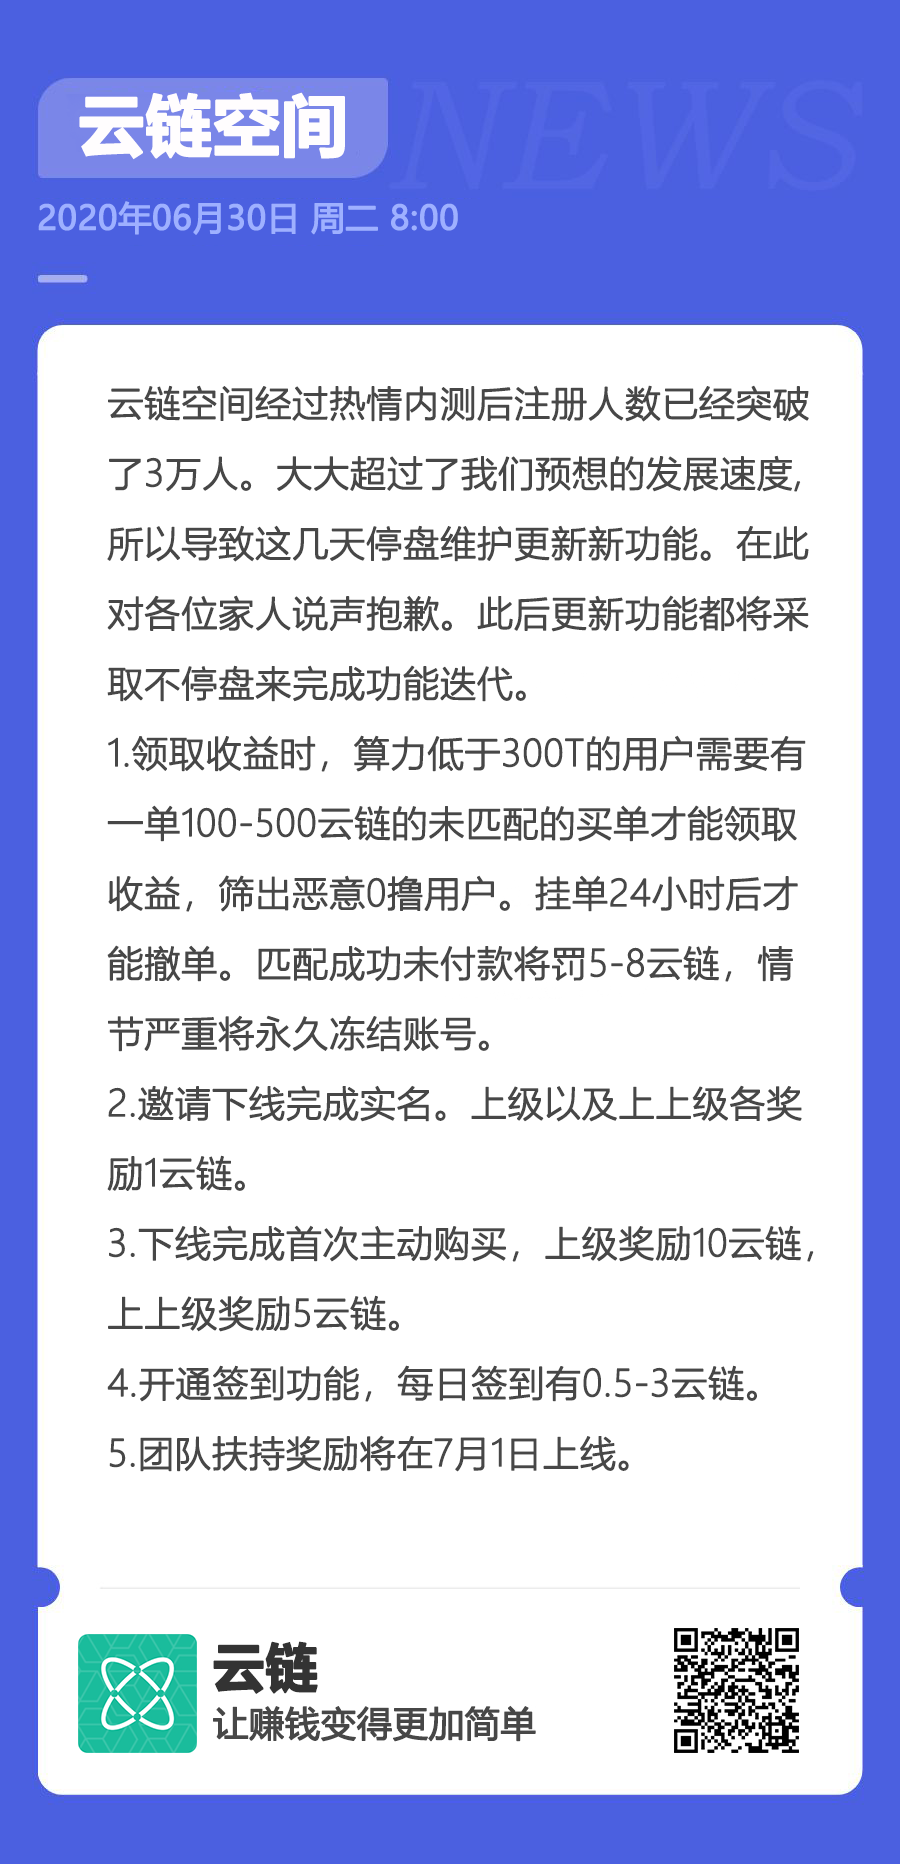 云链空间
NEWS
2020年06月30日 周二 8:00
云链空间经过热情内测后注册人数已经突破
了3万人。大大超过了我们预想的发展速度,
所以导致这几天停盘维护更新新功能。在此
对各位家人说声抱歉。此后更新功能都将采
取不停盘来完成功能迭代。
1.领取收益时，算力低于300T的用户需要有
一单100-500云链的未匹配的买单才能领取
收益，筛出恶意0撸用户。挂单24小时后才
能撤单。匹配成功未付款将罚5-8云链，情
节严重将永久冻结账号。
2.邀请下线完成实名。上级以及上上级各奖
励1云链。
3.下线完成首次主动购买，上级奖励10云链，
上上级奖励5云链。
4.开通签到功能，每日签到有0.5-3云链。
5.团队扶持奖励将在7月1日上线。
云链
让赚钱变得更加简单